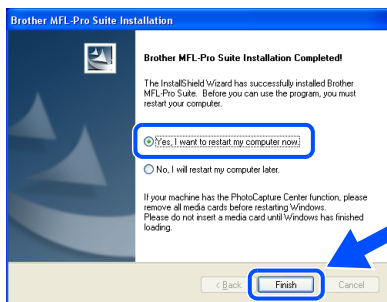 Brother MFL-Pro Suite Installation
Brother MFL-Pro Suite Installation Completed!
The InstallShield Wizard has successfully installed Brother
MFL-Pro Suite. Before you can use the program, you must
restart your computer.
Yes, I want to restart my computer now.
No, I will restart my computer later.
If your machine has the PhotoCapture Center function, please
remove all media cards before restarting Windows.
Please do not insert a media card until Windows has finished
loading.
< Back
Finish
Cancel